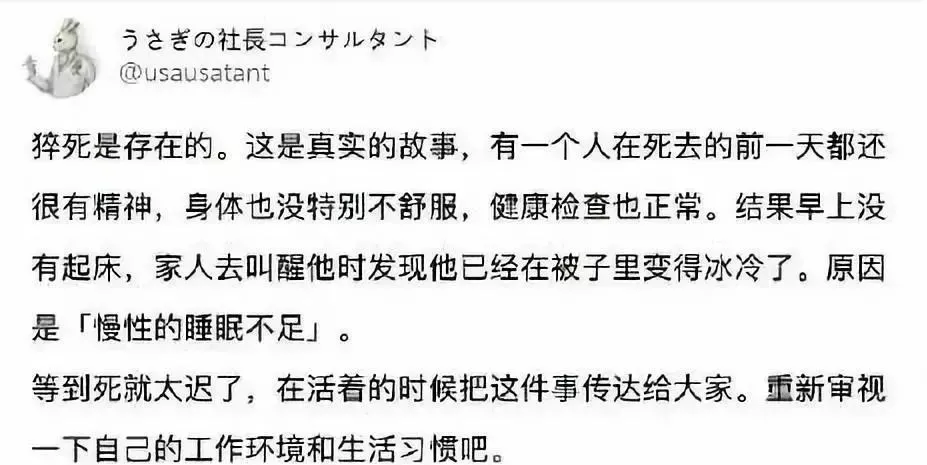 うさぎの社長コンサルタント
@usausatant
猝死是存在的。这是真实的故事，有一个人在死去的前一天都还
很有精神，身体也没特别不舒服，健康检查也正常。结果早上没
有起床，家人去叫醒他时发现他已经在被子里变得冰冷了。原因
是「慢性的睡眠不足」。
等到死就太迟了，在活着的时候把这件事传达给大家。重新审视
一下自己的工作环境和生活习惯吧。